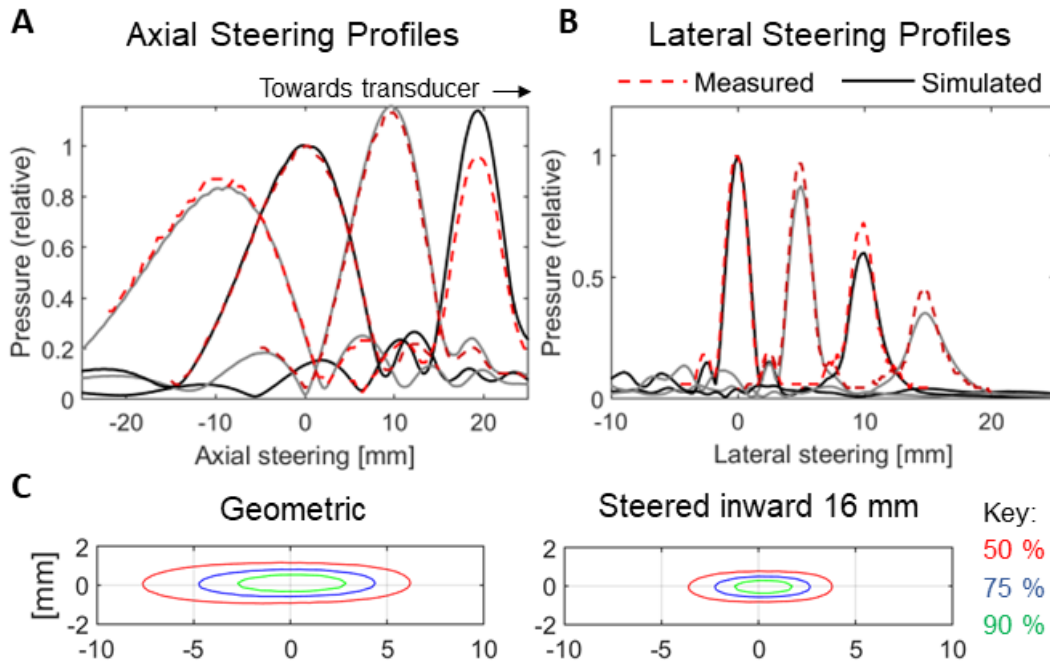 A
Axial Steering Profiles
Towards transducer →
Pressure (relative)
1
0.8
0.6
0.4
0.2
0
-20
-10
0
10
20
Axial steering [mm]
B
Lateral Steering Profiles
Measured
Simulated
Pressure (relative)
1
0.5
0
-10
0
10
20
Lateral steering [mm]
C
Geometric
[mm]
2
0
-2
-10
-5
0
5
10
Steered inward 16 mm
2
0
-2
-10
-5
0
5
10
Key:
50 %
75 %
90 %